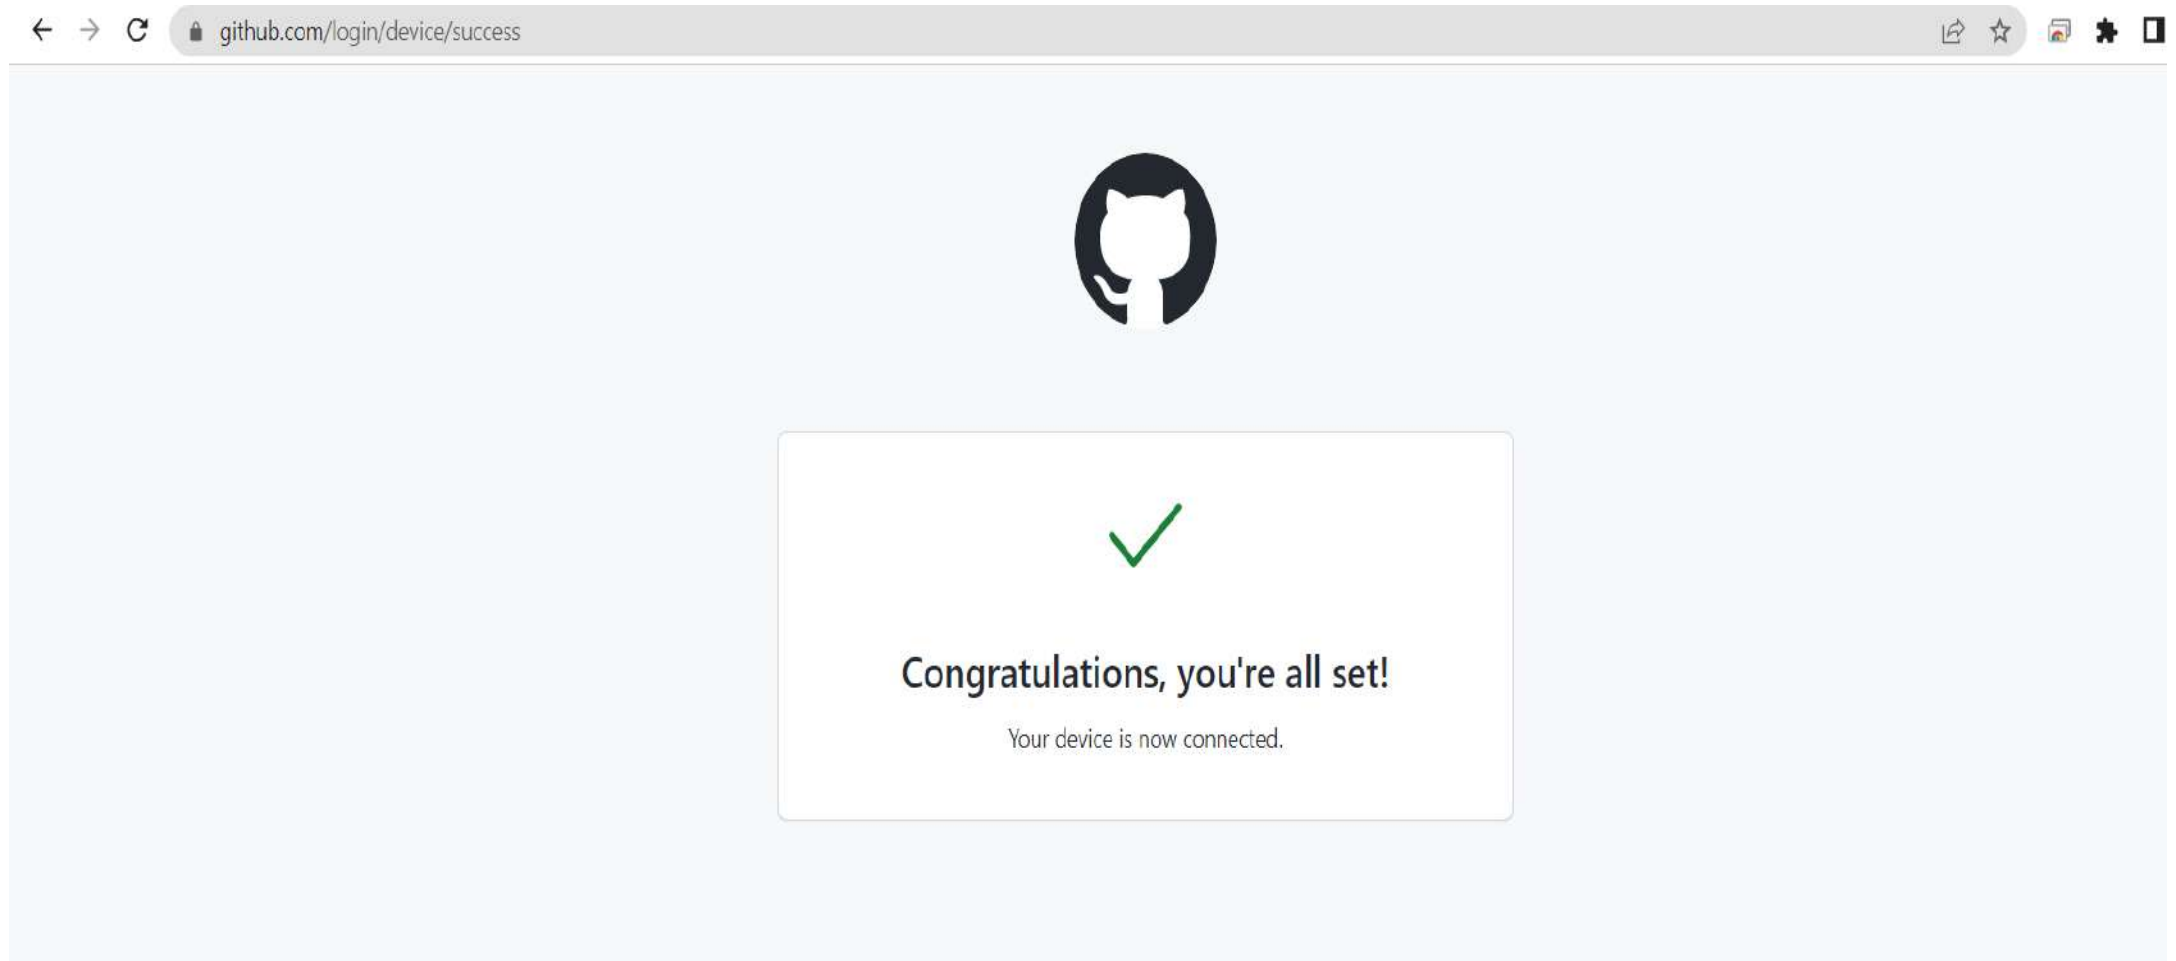 github.com/login/device/success
Congratulations, you're all set!
Your device is now connected.